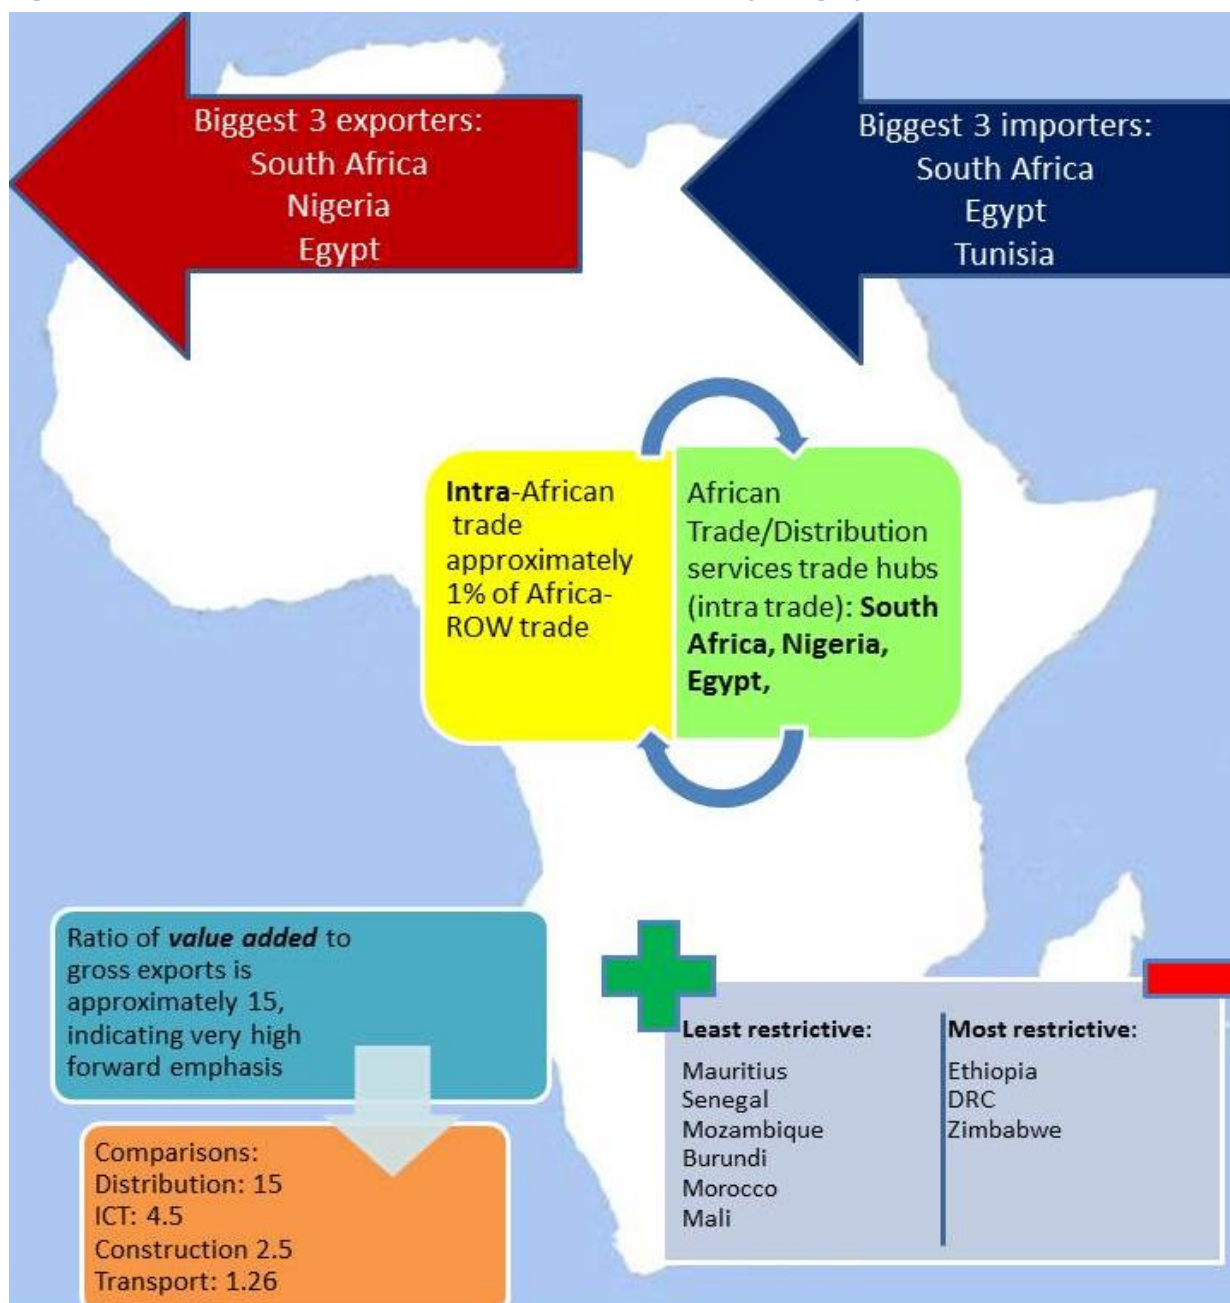 Biggest 3 exporters:
South Africa
Nigeria
Egypt
Biggest 3 importers:
South Africa
Egypt
Tunisia
Intra-African
trade
approximately
1% of Africa-
ROW trade
African
Trade/Distribution
services trade hubs
(intra trade): South
Africa, Nigeria,
Egypt,
Ratio of value added to
gross exports is
approximately 15,
indicating very high
forward emphasis
Comparisons:
Distribution: 15
ICT: 4.5
Construction 2.5
Transport: 1.26
Least restrictive:
Mauritius
Senegal
Mozambique
Burundi
Morocco
Mali
Most restrictive:
Ethiopia
DRC
Zimbabwe